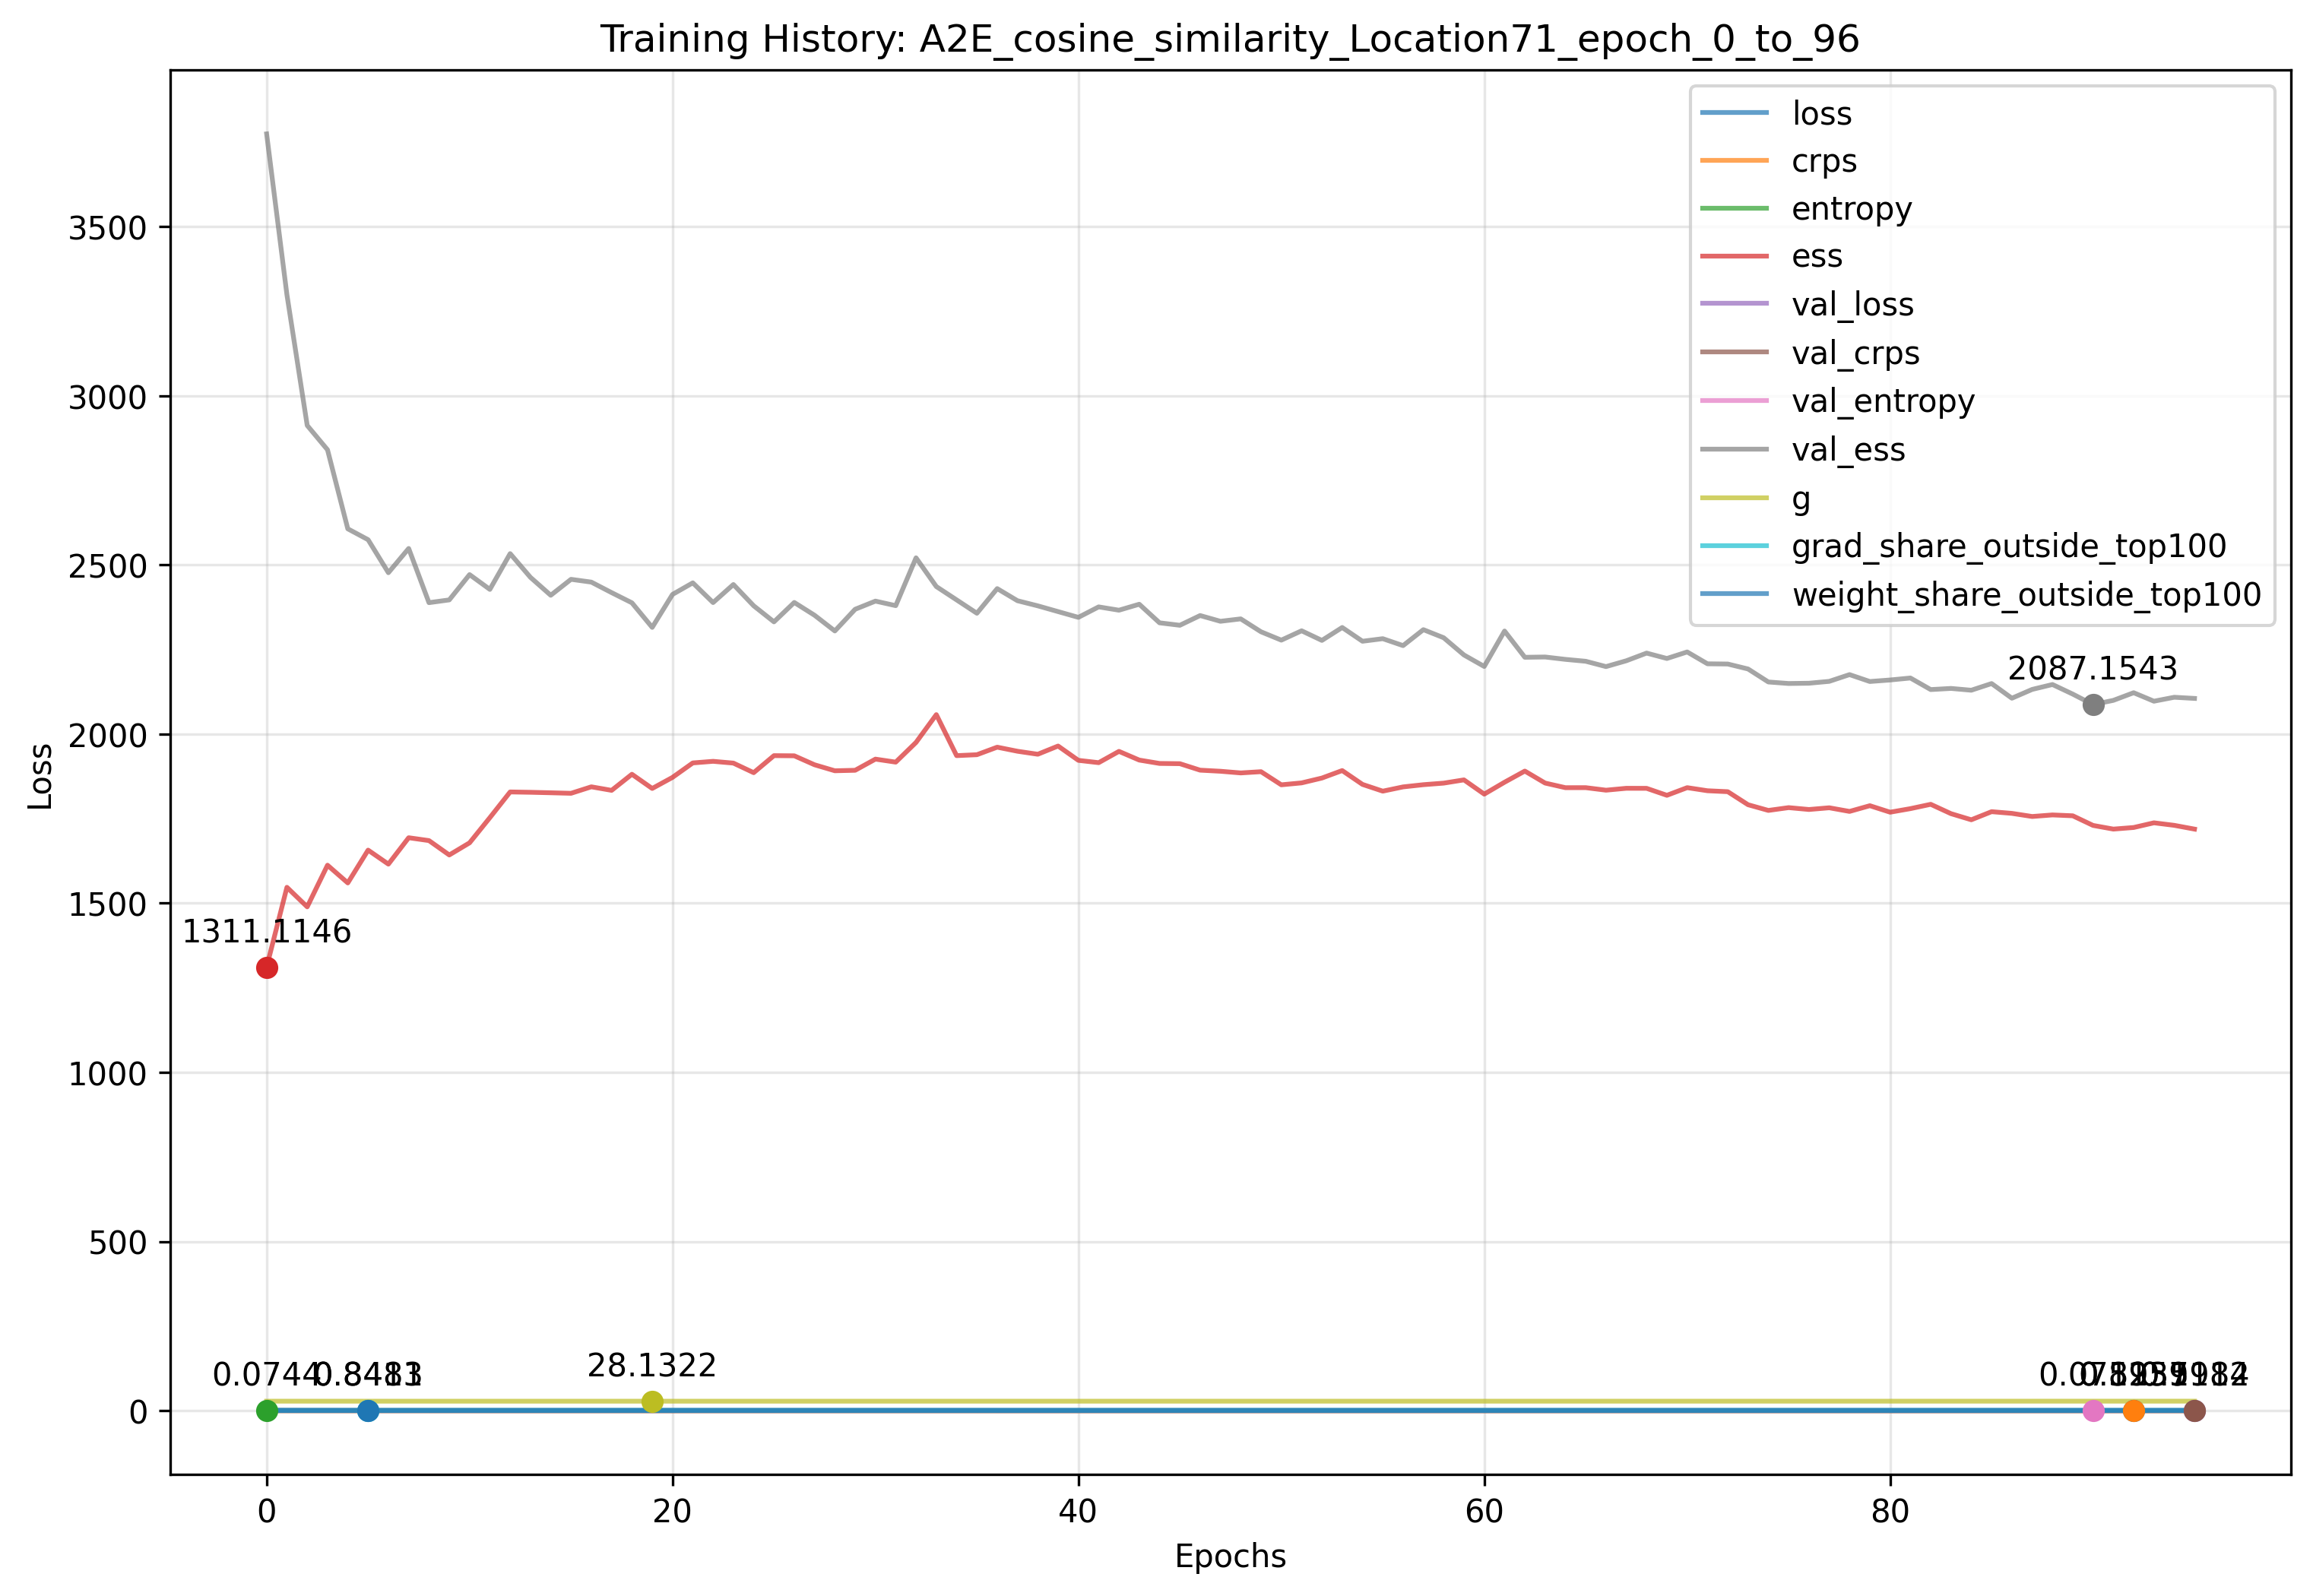 Training History: A2E_cosine_similarity_Location71_epoch_0_to_96
loss
crps
entropy
ess
val_loss
val_crps
val_entropy
val_ess
g
grad_share_outside_top100
weight_share_outside_top100
3500
3000
2500
2000
1500
1000
500
0
Loss
2087.1543
1311.1146
28.1322
0 20 40 60 80
Epochs